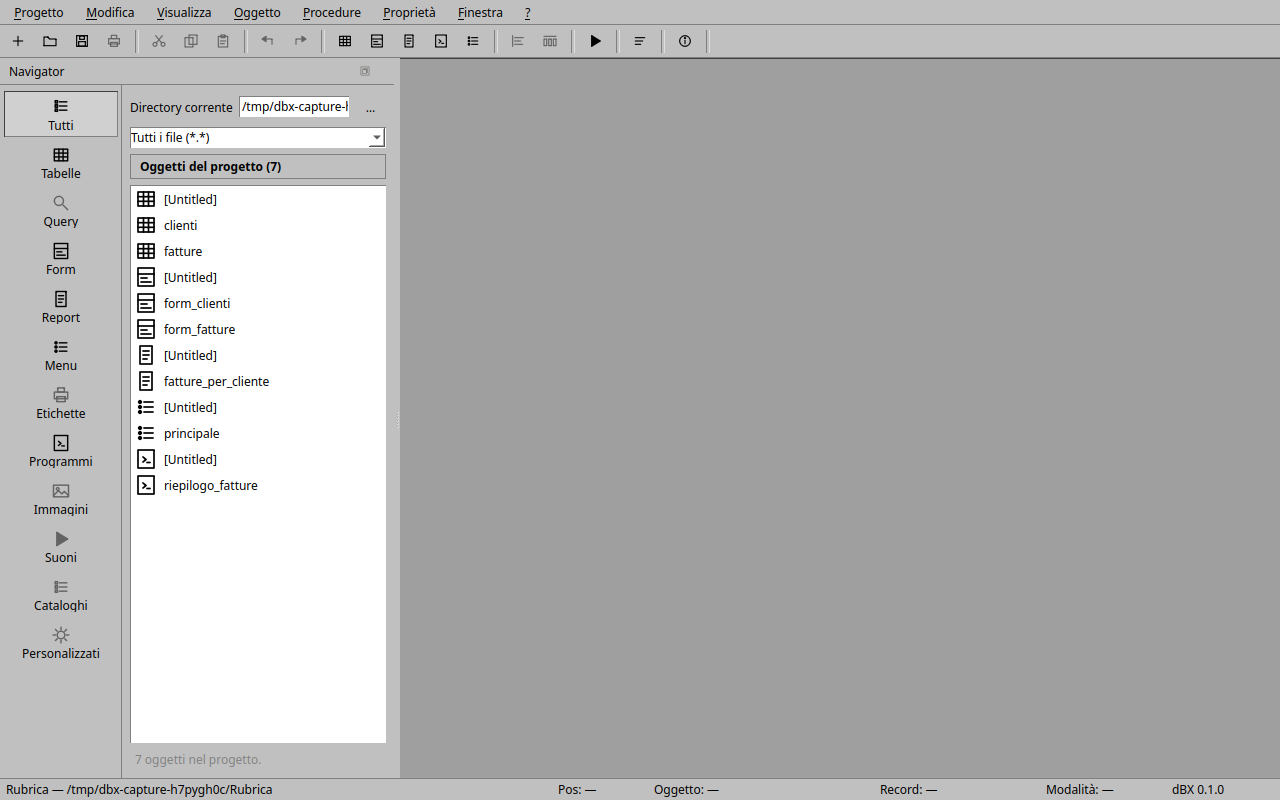 Progetto Modifica Visualizza Oggetto Procedure Proprietà Finestra ?
Navigator
Tutti
Tabelle
Query
Form
Report
Menu
Etichette
Programmi
Immagini
Suoni
Cataloghi
Personalizzati
Directory corrente /tmp/dbx-capture-h ...
Tutti i file (*.*)
Oggetti del progetto (7)
[Untitled]
clienti
fatture
[Untitled]
form_clienti
form_fatture
[Untitled]
fatture_per_cliente
[Untitled]
principale
[Untitled]
riepilogo_fatture
7 oggetti nel progetto.
Rubrica — /tmp/dbx-capture-h7pygh0c/Rubrica Pos: — Oggetto: — Record: — Modalità: — dBX 0.1.0